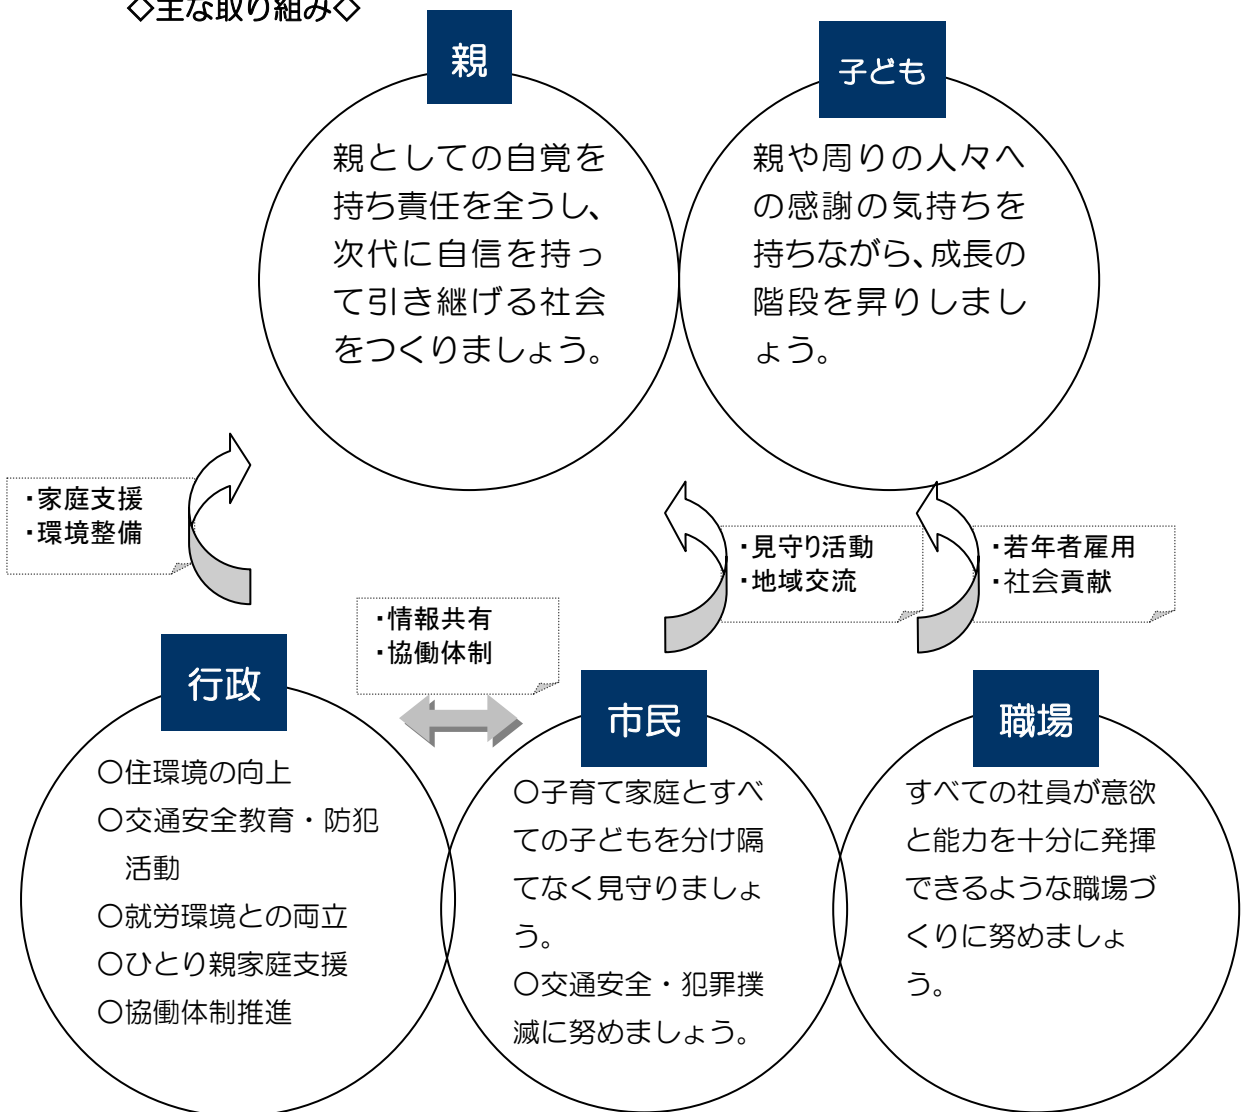 ◇主な取り組み◇
親
親としての自覚を
持ち責任を全うし、
次代に自信を持っ
て引き継げる社会
をつくりましょう。
子ども
親や周りの人々へ
の感謝の気持ちを
持ちながら、成長の
階段を昇りしまし
ょう。
・家庭支援
・環境整備
・見守り活動
・地域交流
・若年者雇用
・社会貢献
・情報共有
・協働体制
行政
○住環境の向上
○交通安全教育・防犯
活動
○就労環境との両立
○ひとり親家庭支援
○協働体制推進
市民
○子育て家庭とすべ
ての子どもを分け隔
てなく見守りましょ
う。
○交通安全・犯罪撲
滅に努めましょう。
職場
すべての社員が意欲
と能力を十分に発揮
できるような職場づ
くりに努めましょ
う。